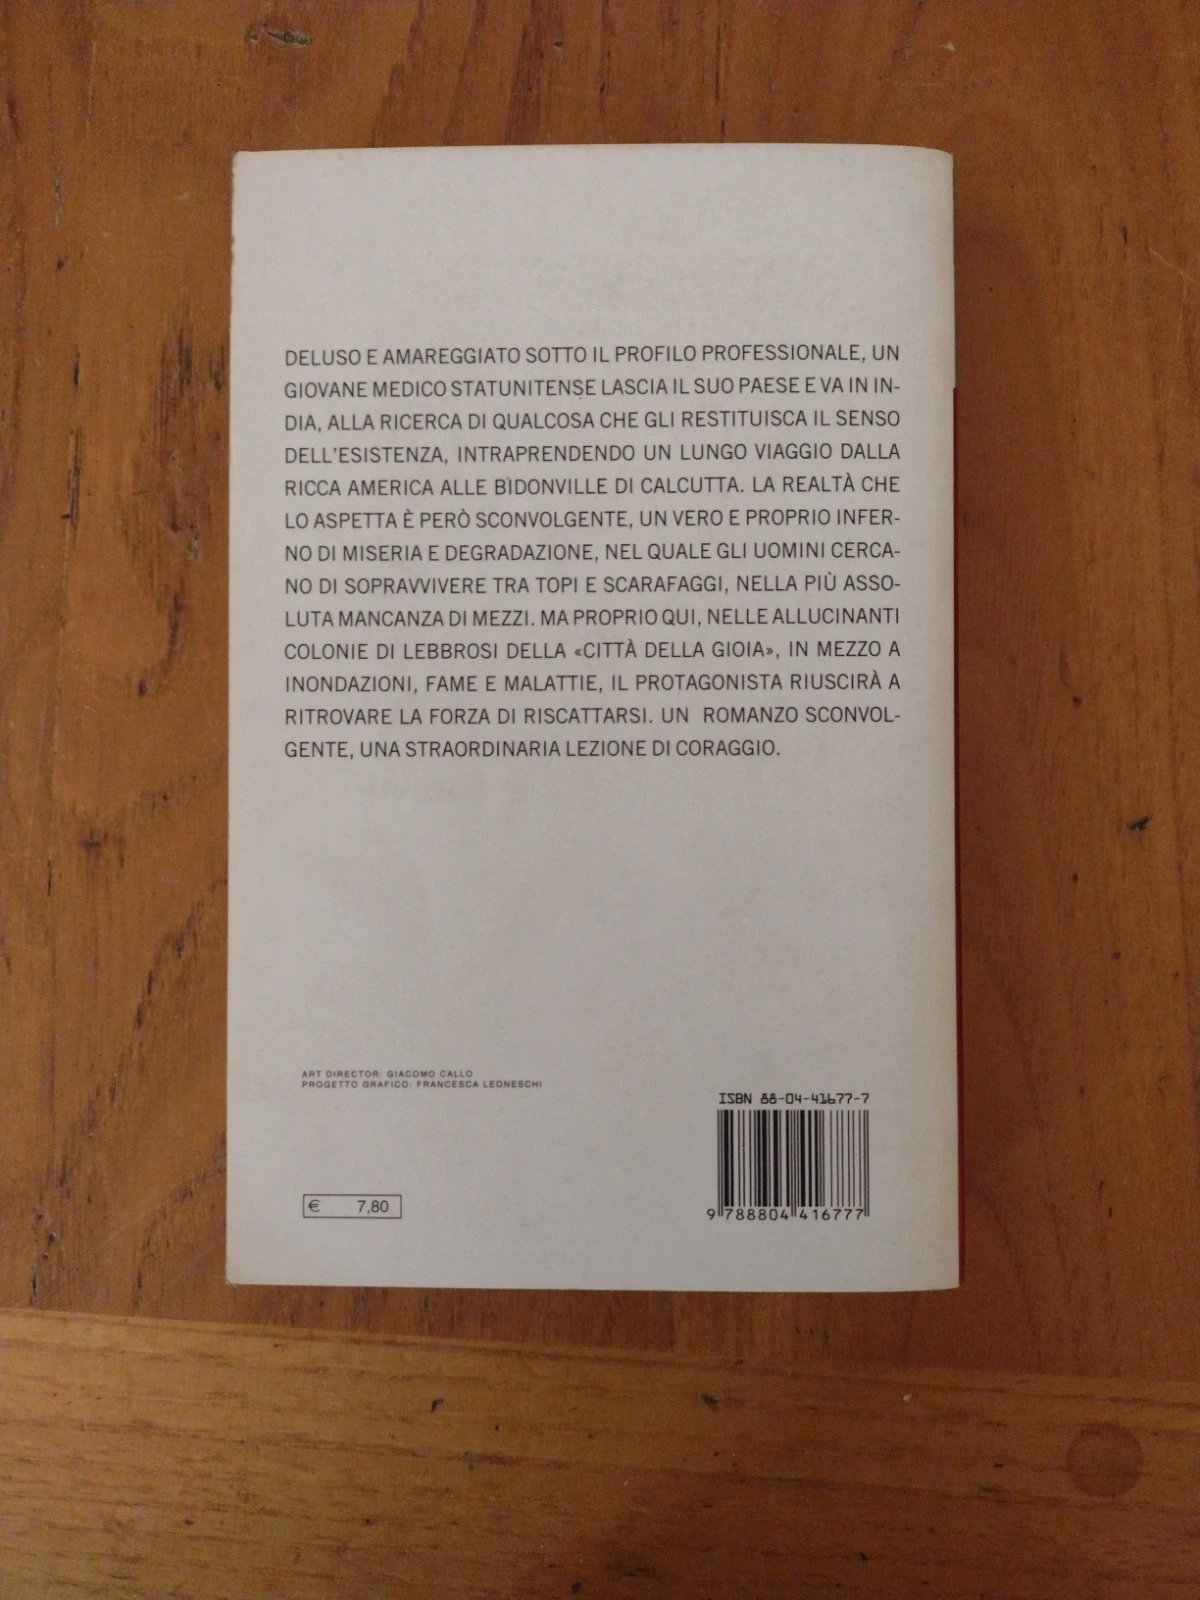 DELUSO E AMAREGGIATO SOTTO IL PROFILO PROFESSIONALE, UN
GIOVANE MEDICO STATUNITENSE LASCIA IL SUO PAESE E VA IN IN-
DIA, ALLA RICERCA DI QUALCOSA CHE GLI RESTITUISCA IL SENSO
DELL'ESISTENZA, INTRAPRENDENDO UN LUNGO VIAGGIO DALLA
RICCA AMERICA ALLE BIDONVILLE DI CALCUTTA. LA REALTÀ CHE
LO ASPETTA È PERÒ SCONVOLGENTE, UN VERO E PROPRIO INFER-
NO DI MISERIA E DEGRADAZIONE, NEL QUALE GLI UOMINI CERCA-
NO DI SOPRAVVIVERE TRA TOPI E SCARAFAGGI, NELLA PIÙ ASSO-
LUTA MANCANZA DI MEZZI. MA PROPRIO QUI, NELLE ALLUCINANTI
COLONIE DI LEBBROSI DELLA «CITTÀ DELLA GIOIA», IN MEZZO A
INONDAZIONI, FAME E MALATTIE, IL PROTAGONISTA RIUSCIRÀ A
RITROVARE LA FORZA DI RISCATTARSI. UN ROMANZO SCONVOL-
GENTE, UNA STRAORDINARIA LEZIONE DI CORAGGIO.
ART DIRECTOR: GIACOMO CALLO
PROGETTO GRAFICO: FRANCESCA LEONESCHI
ISBN 88-04-41677-7
€ 7,80
9 788804 416777